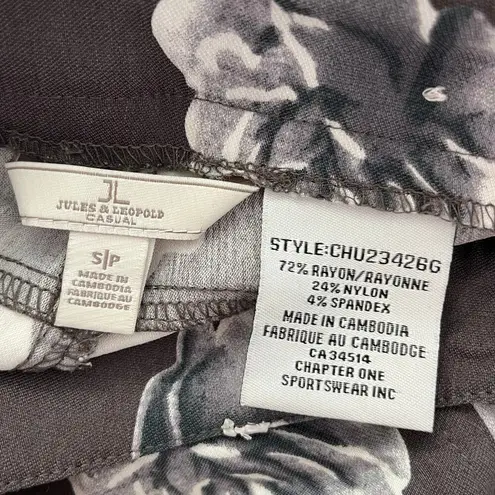 JL
JULES & LEOPOLD
CASUAL
S/P
MADE IN
CAMBODIA
FABRIQUE AU
CAMBODGE
STYLE:CHU23426G
72% RAYON/RAYONNE
24% NYLON
4% SPANDEX
MADE IN CAMBODIA
FABRIQUE AU CAMBODGE
CA 34514
CHAPTER ONE
SPORTSWEAR INC